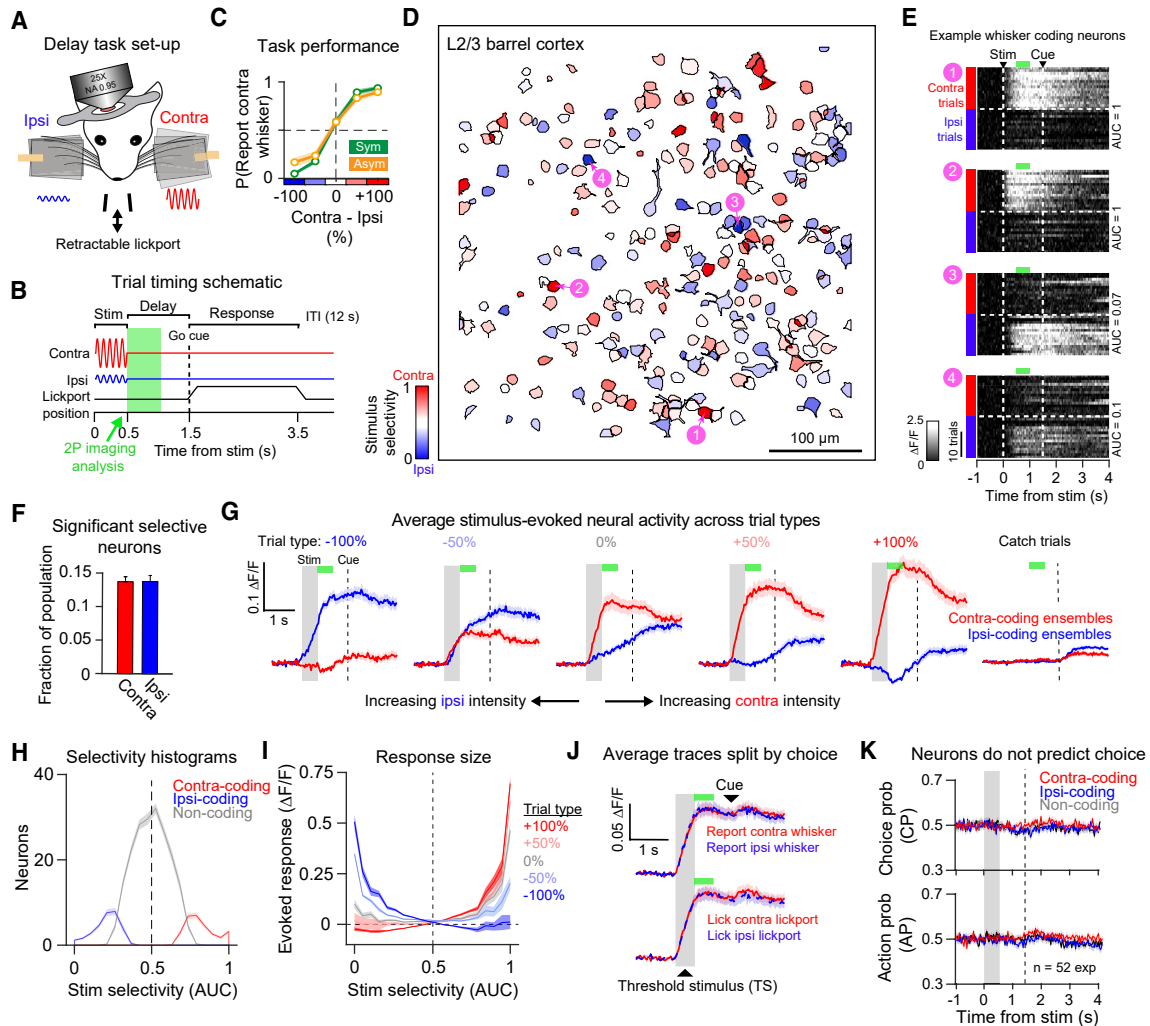 A
Delay task set-up
25X
NA 0.95
Ipsi
Contra
Retractable lickport
B
Trial timing schematic
Stim
Delay
Response
ITI (12 s)
Go cue
Contra
Ipsi
Lickport
position
0
0.5
1.5
3.5
2P imaging
analysis
Time from stim (s)
C
Task performance
P(Report contra
whisker)
1
0
Sym
Asym
-100
0
+100
Contra - Ipsi
(%)
D
L2/3 barrel cortex
4
3
2
1
Contra
1
Stimulus
selectivity
0
Ipsi
100 µm
E
Example whisker coding neurons
Stim
Cue
1
Contra
trials
Ipsi
trials
AUC = 1
2
AUC = 1
3
AUC = 0.07
4
AUC = 0.1
2.5
ΔF/F
0
10 trials
-1
0
1
2
3
4
Time from stim (s)
F
Significant selective
neurons
Fraction of population
0.15
0.1
0.05
0
Contra
Ipsi
G
Average stimulus-evoked neural activity across trial types
Trial type: -100%
-50%
0%
+50%
+100%
Catch trials
Stim
Cue
0.1 ΔF/F
1 s
Contra-coding ensembles
Ipsi-coding ensembles
Increasing ipsi intensity
Increasing contra intensity
H
Selectivity histograms
Contra-coding
Ipsi-coding
Non-coding
Neurons
40
20
0
0
0.5
1
Stim selectivity (AUC)
I
Response size
Evoked response (ΔF/F)
0.75
0.5
0.25
0
Trial type
+100%
+50%
0%
-50%
-100%
0
0.5
1
Stim selectivity (AUC)
J
Average traces split by choice
Cue
0.05 ΔF/F
1 s
Report contra whisker
Report ipsi whisker
Lick contra lickport
Lick ipsi lickport
Threshold stimulus (TS)
K
Neurons do not predict choice
Contra-coding
Ipsi-coding
Non-coding
Choice prob
(CP)
0.7
0.5
0.3
Action prob
(AP)
0.7
0.5
0.3
n = 52 exp
-1
0
1
2
3
4
Time from stim (s)